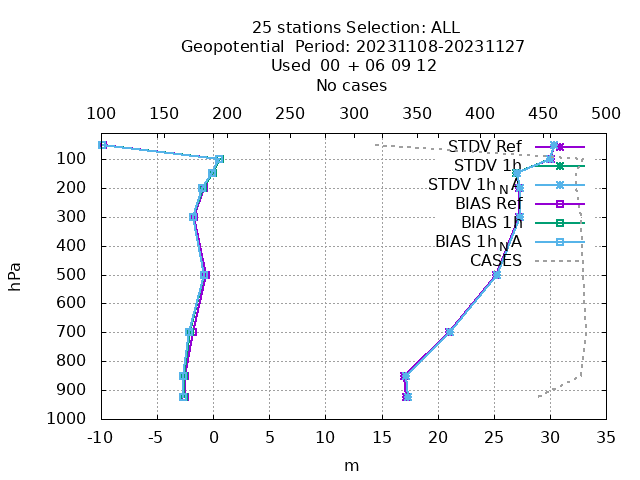 25 stations Selection: ALL
Geopotential  Period: 20231108-20231127
Used  00 + 06 09 12
No cases
100 150 200 250 300 350 400 450 500
STDV Ref
100
STDV 1h
STDV 1h_N A
200
BIAS Ref
300
BIAS 1h
BIAS 1h_N A
400
CASES
hPa
500
600
700
800
900
1000
-10 -5 0 5 10 15 20 25 30 35
m